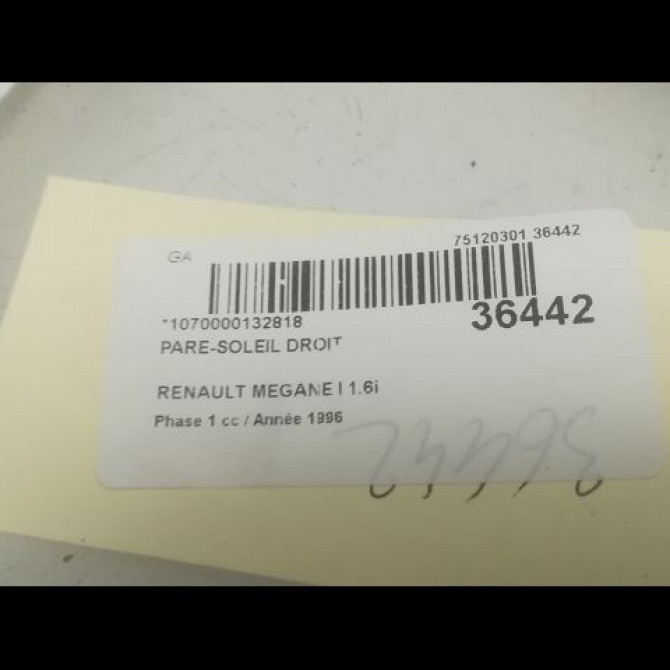 GA
75120301 36442
*1070000132818
36442
PARE-SOLEIL DROIT
RENAULT MEGANE I 1.6i
Phase 1 cc / Année 1996
36442